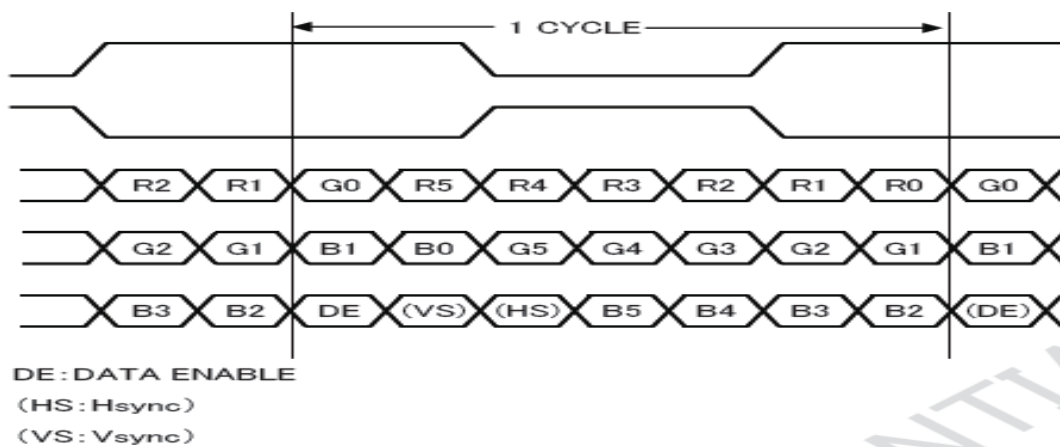 1 CYCLE
R2 R1 G0 R5 R4 R3 R2 R1 R0 G0
G2 G1 B1 B0 G5 G4 G3 G2 G1 B1
B3 B2 DE (VS) (HS) B5 B4 B3 B2 (DE)
DE:DATA ENABLE
(HS:Hsync)
(VS:Vsync)